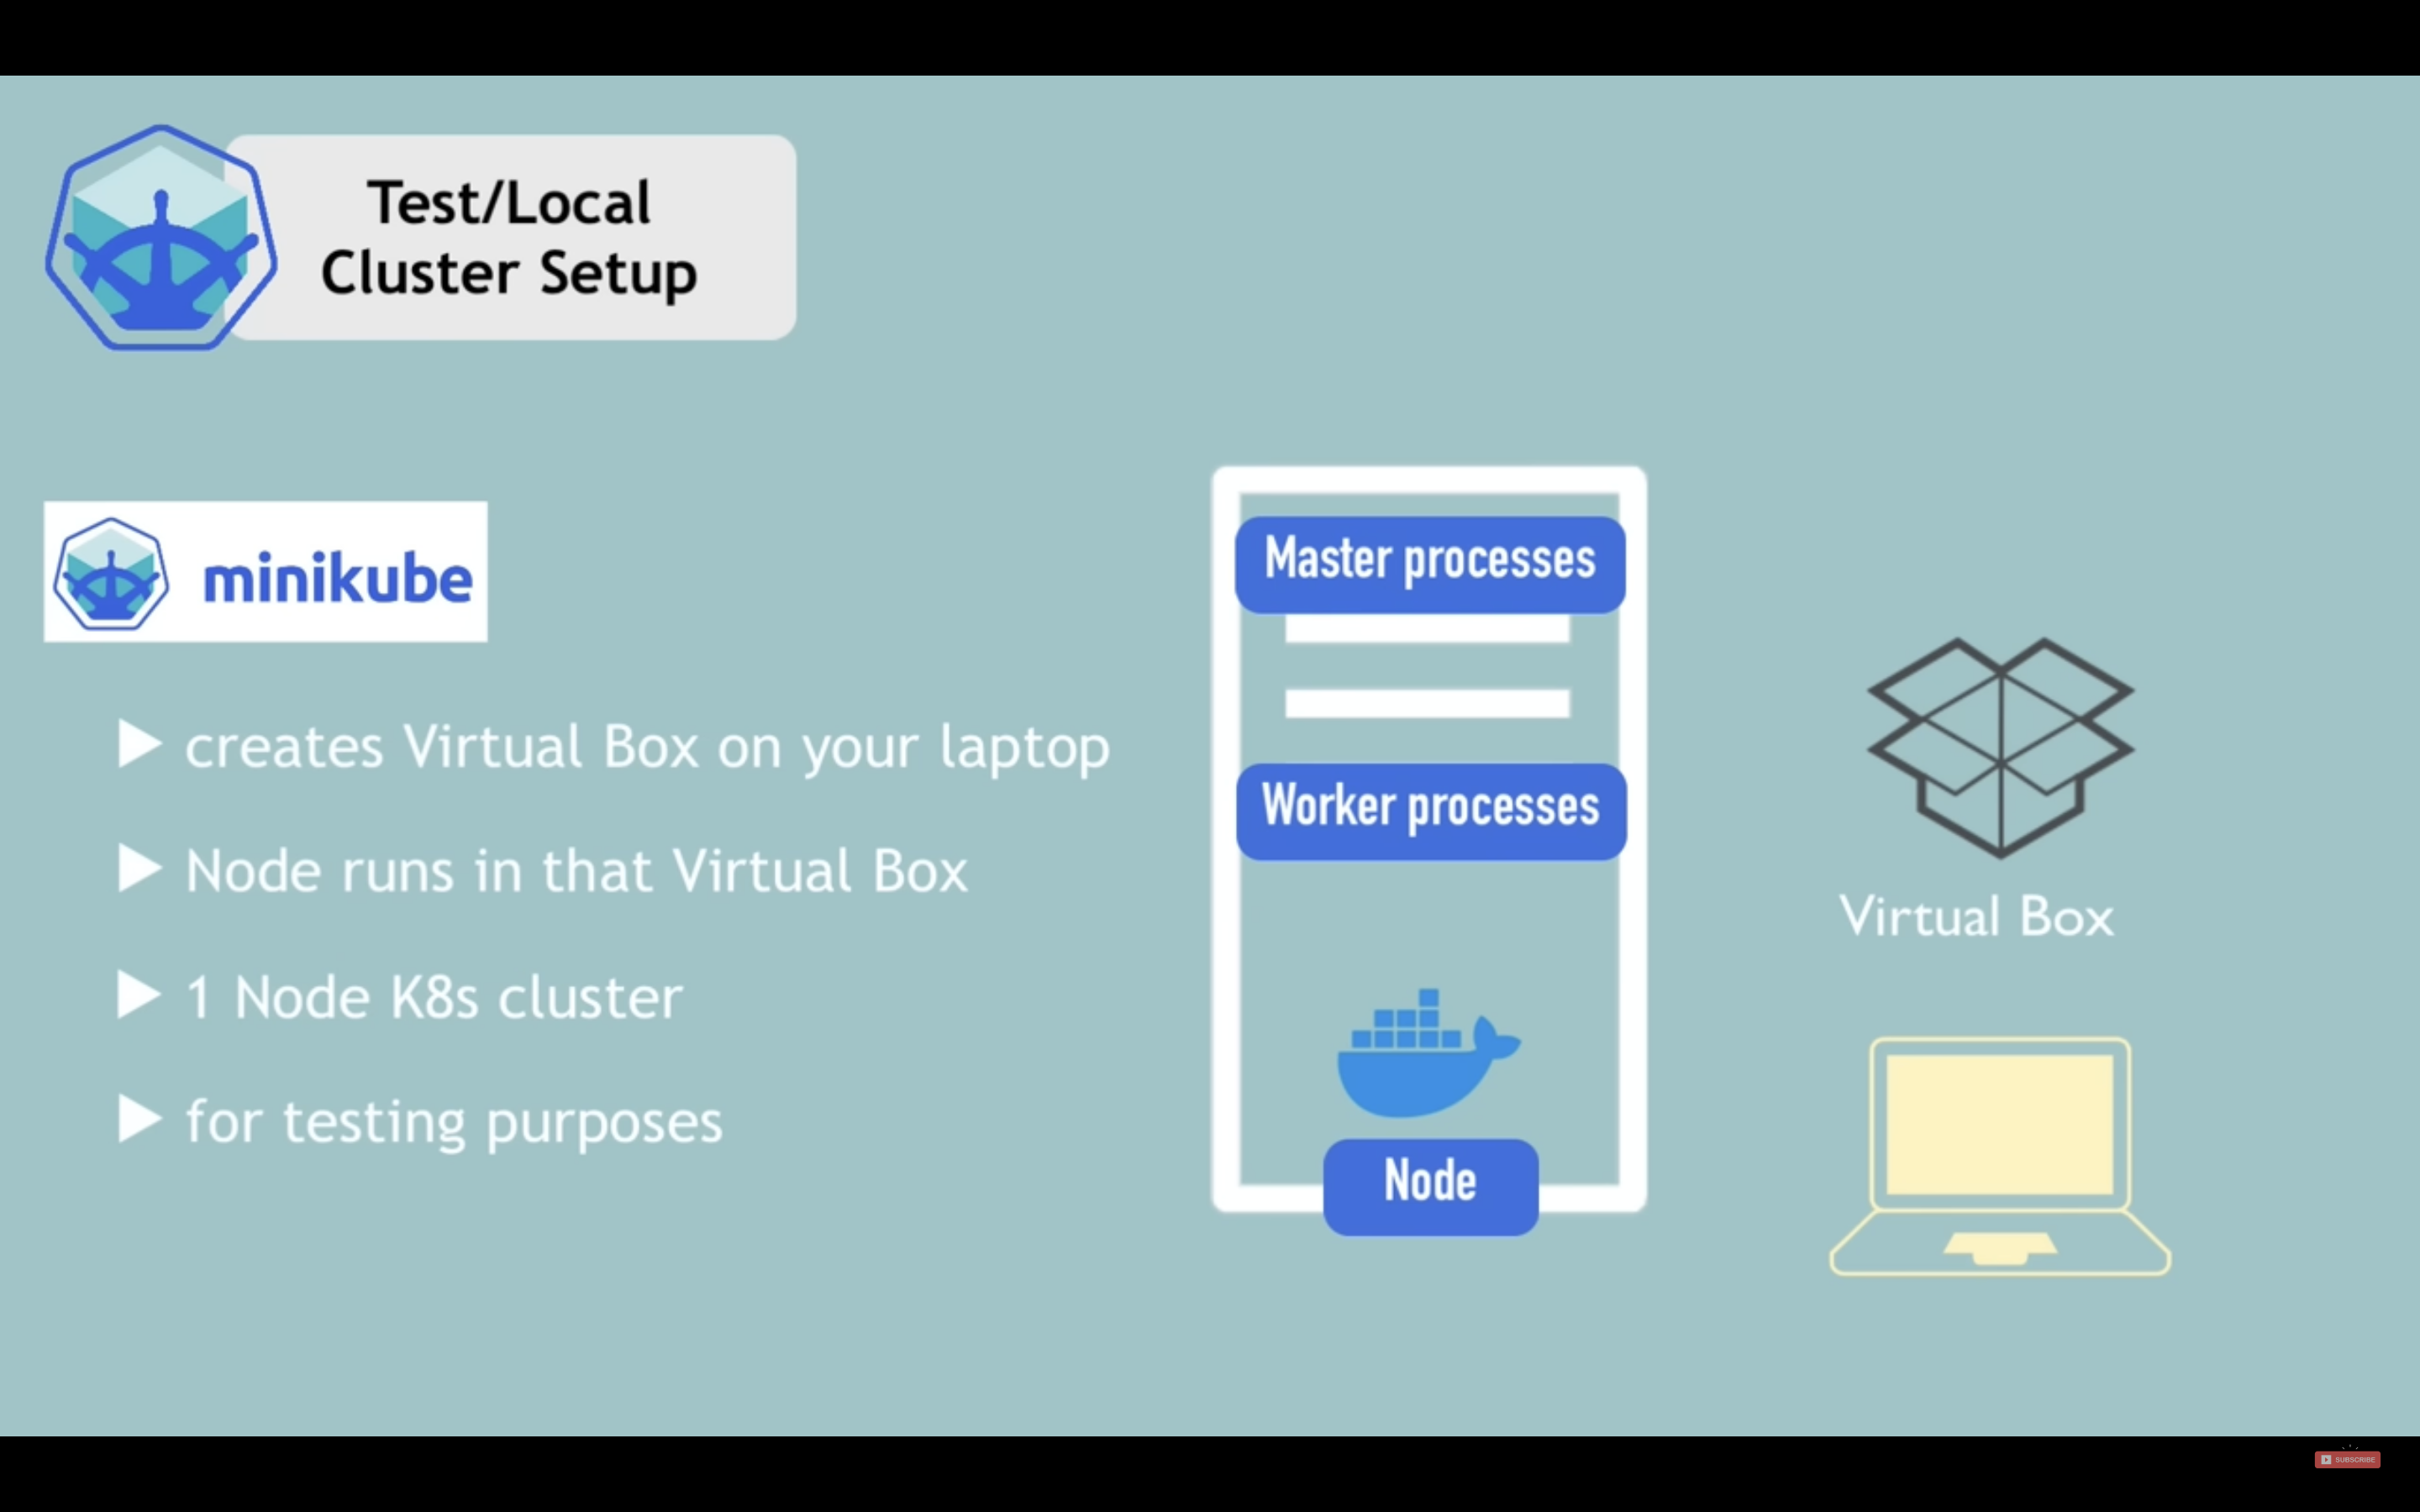 Test/Local
Cluster Setup
minikube
creates Virtual Box on your laptop
Node runs in that Virtual Box
1 Node K8s cluster
for testing purposes
Master processes
Worker processes
Node
Virtual Box
SUBSCRIBE